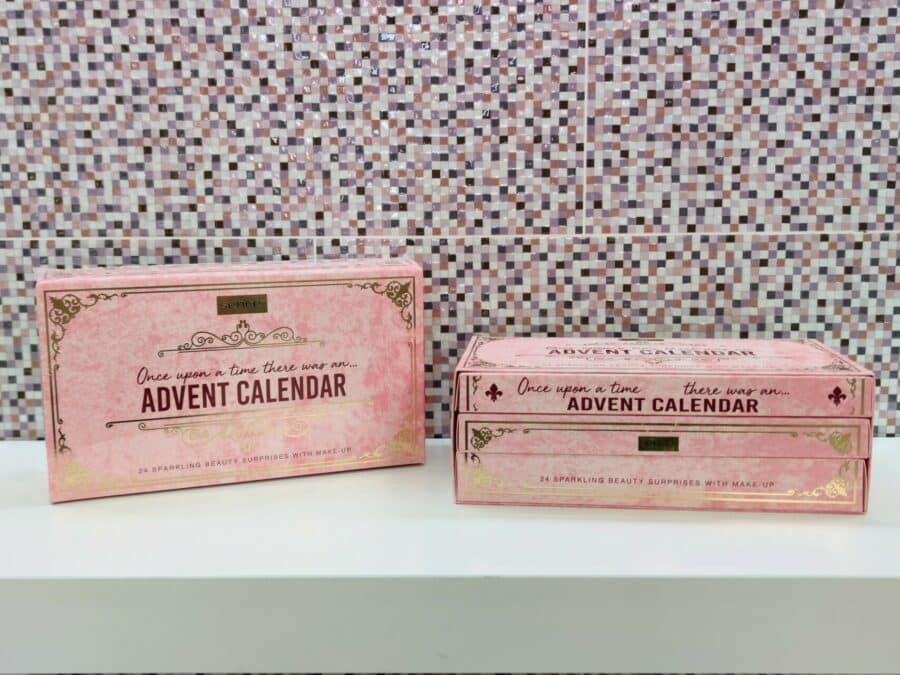 Once upon a time there was an...
ADVENT CALENDAR
24 SPARKLING BEAUTY SURPRISES WITH MAKE-UP
ADVENT CALENDAR
Once upon a time there was an...
ADVENT CALENDAR
24 SPARKLING BEAUTY SURPRISES WITH MAKE-UP